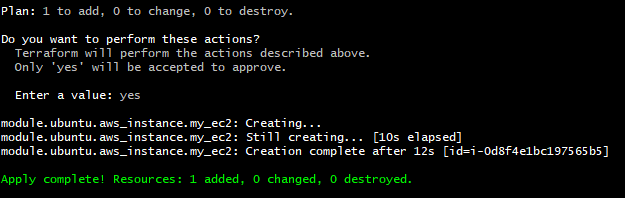 Plan: 1 to add, 0 to change, 0 to destroy.
Do you want to perform these actions?
Terraform will perform the actions described above.
Only 'yes' will be accepted to approve.
Enter a value: yes
module.ubuntu.aws_instance.my_ec2: Creating...
module.ubuntu.aws_instance.my_ec2: Still creating... [10s elapsed]
module.ubuntu.aws_instance.my_ec2: Creation complete after 12s [id=i-0d8f4e1bc197565b5]
Apply complete! Resources: 1 added, 0 changed, 0 destroyed.